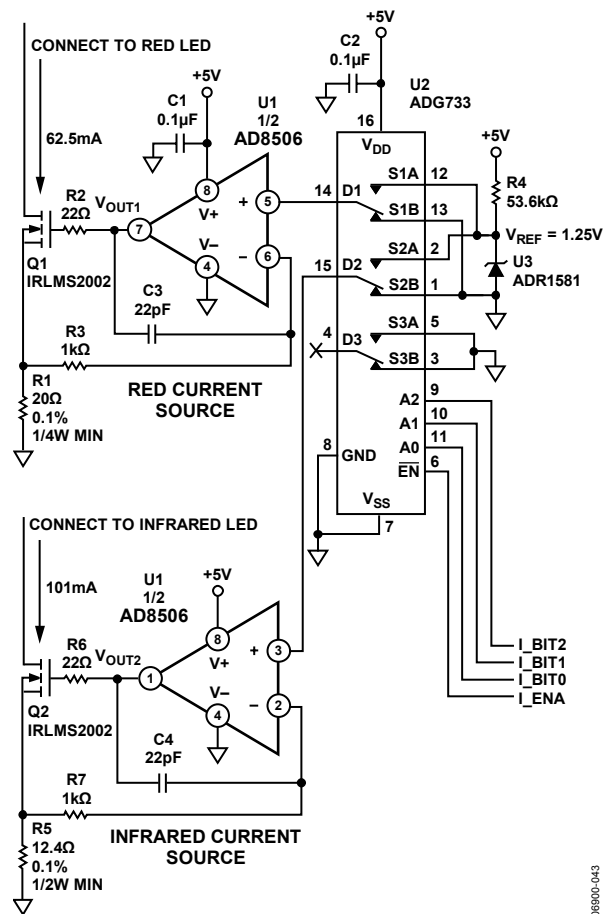 CONNECT TO RED LED
62.5mA
+5V
C1
0.1µF
U1
1/2
AD8506
R2
22Ω
VOUT1
7
8
V+
V–
4
+
5
–
6
Q1
IRLMS2002
C3
22pF
R3
1kΩ
R1
20Ω
0.1%
1/4W MIN
RED CURRENT
SOURCE
+5V
C2
0.1µF
U2
ADG733
16
VDD
14
D1
S1A
12
S1B
13
S2A
2
15
D2
S2B
1
S3A
5
4
D3
S3B
3
A2
9
A1
10
A0
11
EN
6
8
GND
VSS
7
+5V
R4
53.6kΩ
VREF = 1.25V
U3
ADR1581
CONNECT TO INFRARED LED
101mA
U1
1/2
AD8506
+5V
R6
22Ω
VOUT2
1
8
V+
V–
4
+
3
–
2
Q2
IRLMS2002
C4
22pF
R7
1kΩ
R5
12.4Ω
0.1%
1/2W MIN
INFRARED CURRENT
SOURCE
I_BIT2
I_BIT1
I_BIT0
I_ENA
06900-043